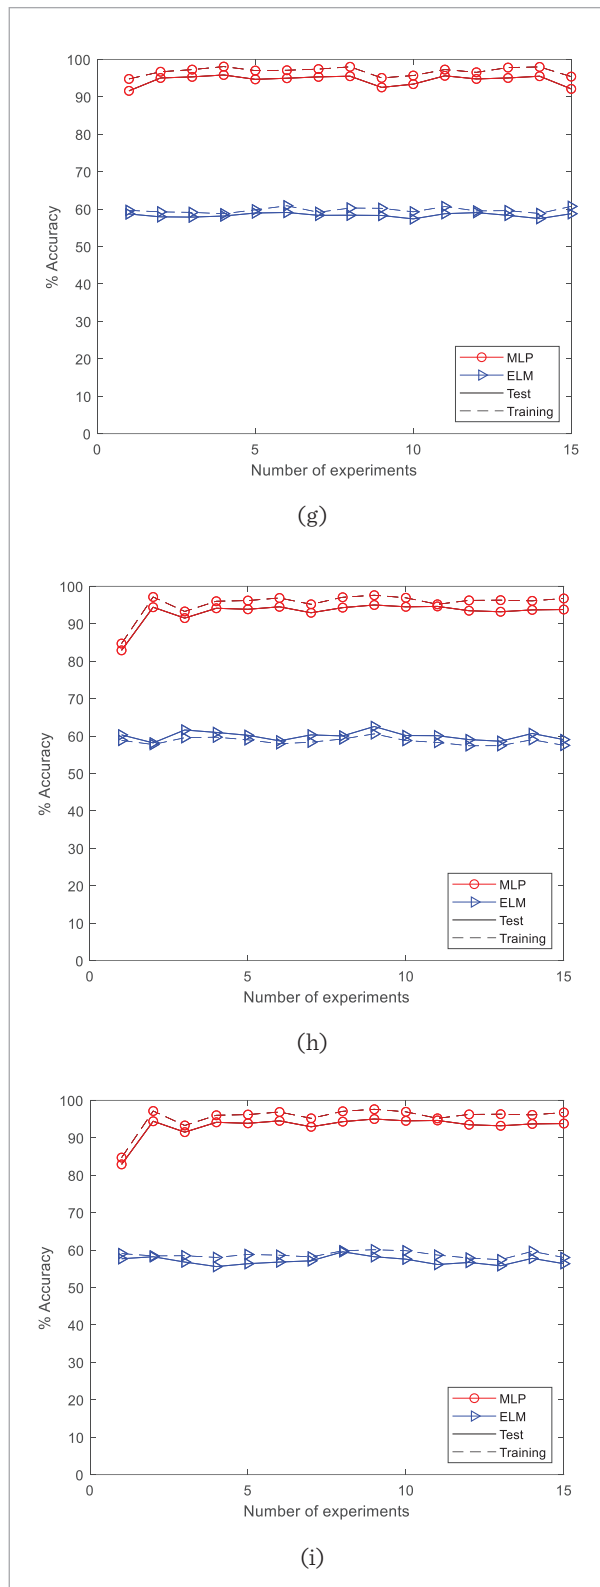 100
90
80
70
60
50
40
30
20
10
0
% Accuracy
MLP
ELM
Test
Training
0 5 10 15
Number of experiments
(g)
100
90
80
70
60
50
40
30
20
10
0
% Accuracy
MLP
ELM
Test
Training
0 5 10 15
Number of experiments
(h)
100
90
80
70
60
50
40
30
20
10
0
% Accuracy
MLP
ELM
Test
Training
0 5 10 15
Number of experiments
(i)